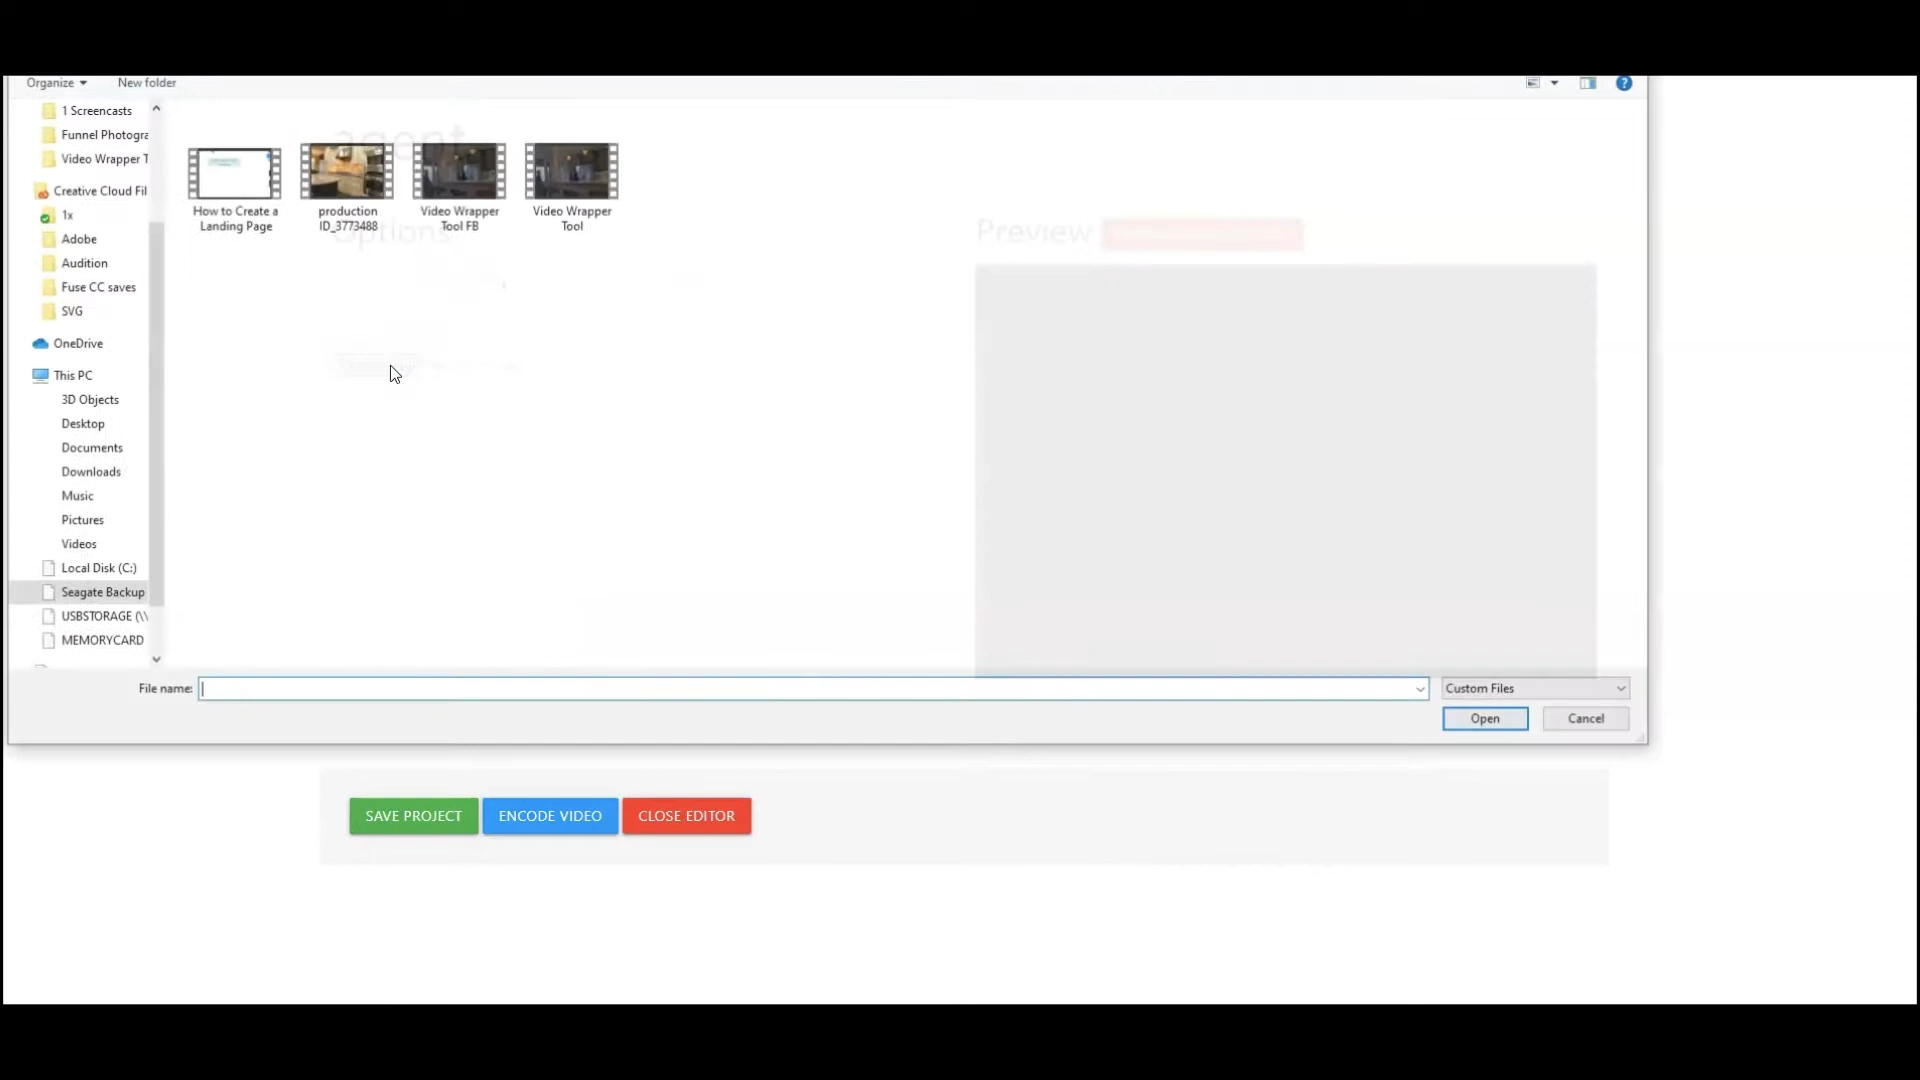 Organize
New folder
1 Screencasts
Funnel Photogra
Video Wrapper T
Creative Cloud Fil
1x
Adobe
Audition
Fuse CC saves
SVG
OneDrive
This PC
3D Objects
Desktop
Documents
Downloads
Music
Pictures
Videos
Local Disk (C:)
Seagate Backup
USBSTORAGE (\\
MEMORYCARD
agent
How to Create a
Landing Page
production
ID_3773488
Video Wrapper
Tool FB
Video Wrapper
Tool
Options
Preview
File name:
Custom Files
Open
Cancel
SAVE PROJECT
ENCODE VIDEO
CLOSE EDITOR